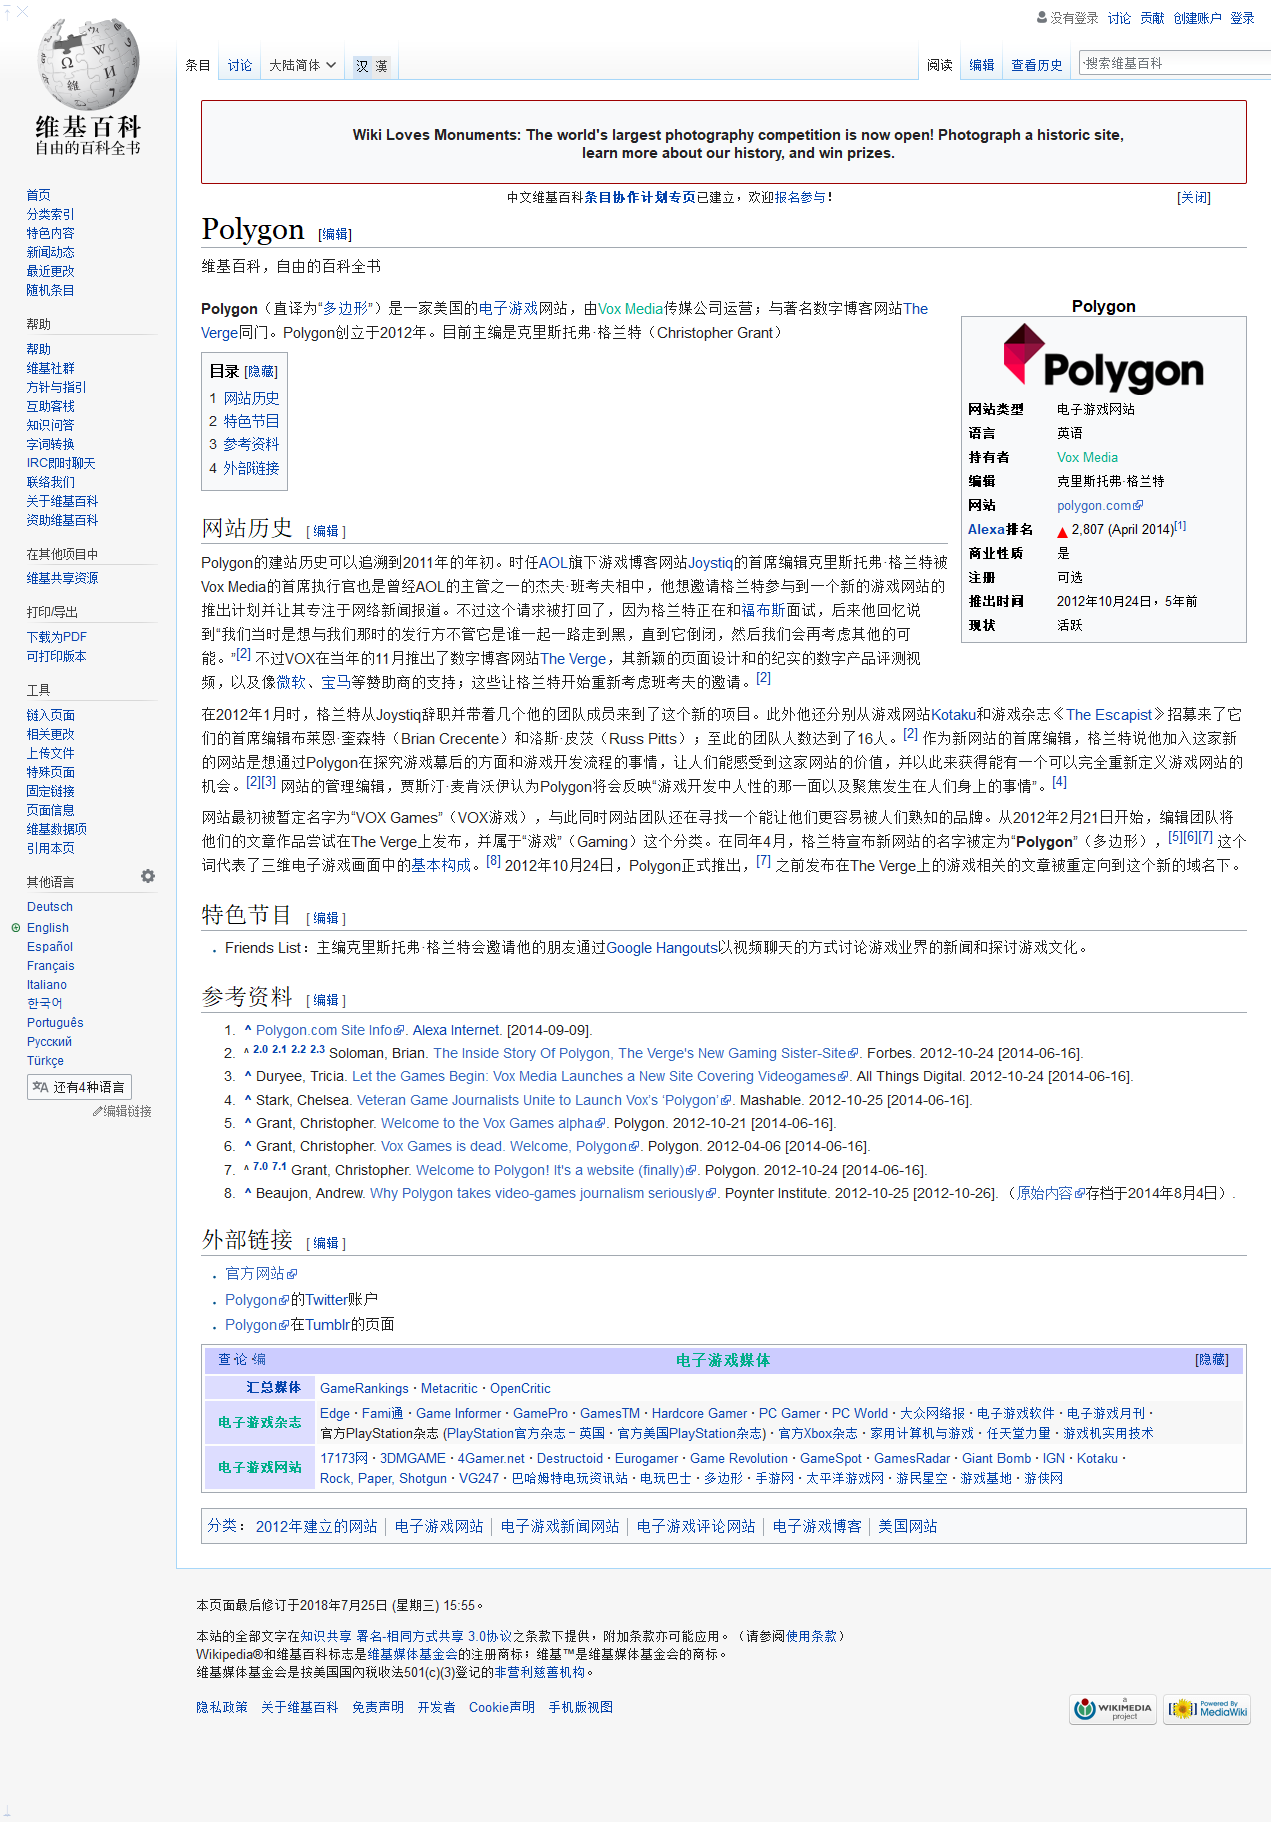 没有登录 讨论 贡献 创建账户 登录
条目 讨论 大陆简体 汉 漢 阅读 编辑 查看历史 搜索维基百科
维基百科
自由的百科全书
首页
分类索引
特色内容
新闻动态
最近更改
随机条目
帮助
帮助
维基社群
方针与指引
互助客栈
知识问答
字词转换
IRC即时聊天
联络我们
关于维基百科
资助维基百科
在其他项目中
维基共享资源
打印/导出
下载为PDF
可打印版本
工具
链入页面
相关更改
上传文件
特殊页面
固定链接
页面信息
维基数据项
引用本页
其他语言
Deutsch
English
Español
Français
Italiano
한국어
Português
Русский
Türkçe
还有4种语言
编辑链接
Wiki Loves Monuments: The world's largest photography competition is now open! Photograph a historic site,
learn more about our history, and win prizes.
中文维基百科条目协作计划专页已建立，欢迎报名参与！ [关闭]
Polygon [编辑]
维基百科，自由的百科全书
Polygon（直译为“多边形”）是一家美国的电子游戏网站，由Vox Media传媒公司运营；与著名数字博客网站The
Verge同门。Polygon创立于2012年。目前主编是克里斯托弗·格兰特（Christopher Grant）
目录 [隐藏]
1 网站历史
2 特色节目
3 参考资料
4 外部链接
Polygon
Polygon
网站类型 电子游戏网站
语言 英语
持有者 Vox Media
编辑 克里斯托弗·格兰特
网站 polygon.com
Alexa排名 ▲ 2,807 (April 2014)[1]
商业性质 是
注册 可选
推出时间 2012年10月24日，5年前
现状 活跃
网站历史 [编辑]
Polygon的建站历史可以追溯到2011年的年初。时任AOL旗下游戏博客网站Joystiq的首席编辑克里斯托弗·格兰特被
Vox Media的首席执行官也是曾经AOL的主管之一的杰夫·班考夫相中，他想邀请格兰特参与到一个新的游戏网站的
推出计划并让其专注于网络新闻报道。不过这个请求被打回了，因为格兰特正在和福布斯面试，后来他回忆说
到“我们当时是想与我们那时的发行方不管它是谁一起一路走到黑，直到它倒闭，然后我们会再考虑其他的可
能。”[2] 不过VOX在当年的11月推出了数字博客网站The Verge，其新颖的页面设计和的纪实的数字产品评测视
频，以及像微软、宝马等赞助商的支持；这些让格兰特开始重新考虑班考夫的邀请。[2]
在2012年1月时，格兰特从Joystiq辞职并带着几个他的团队成员来到了这个新的项目。此外他还分别从游戏网站Kotaku和游戏杂志《The Escapist》招募来了它
们的首席编辑布莱恩·奎森特（Brian Crecente）和洛斯·皮茨（Russ Pitts）；至此的团队人数达到了16人。[2] 作为新网站的首席编辑，格兰特说他加入这家新
的网站是想通过Polygon在探究游戏幕后的方面和游戏开发流程的事情，让人们能感受到这家网站的价值，并以此来获得能有一个可以完全重新定义游戏网站的
机会。[2][3] 网站的管理编辑，贾斯汀·麦肯沃伊认为Polygon将会反映“游戏开发中人性的那一面以及聚焦发生在人们身上的事情”。[4]
网站最初被暂定名字为“VOX Games”（VOX游戏），与此同时网站团队还在寻找一个能让他们更容易被人们熟知的品牌。从2012年2月21日开始，编辑团队将
他们的文章作品尝试在The Verge上发布，并属于“游戏”（Gaming）这个分类。在同年4月，格兰特宣布新网站的名字被定为“Polygon”（多边形），[5][6][7] 这个
词代表了三维电子游戏画面中的基本构成。[8] 2012年10月24日，Polygon正式推出，[7] 之前发布在The Verge上的游戏相关的文章被重定向到这个新的域名下。
特色节目 [编辑]
Friends List：主编克里斯托弗·格兰特会邀请他的朋友通过Google Hangouts以视频聊天的方式讨论游戏业界的新闻和探讨游戏文化。
参考资料 [编辑]
1. ^ Polygon.com Site Info. Alexa Internet. [2014-09-09].
2. ^ 2.0 2.1 2.2 2.3 Soloman, Brian. The Inside Story Of Polygon, The Verge's New Gaming Sister-Site. Forbes. 2012-10-24 [2014-06-16].
3. ^ Duryee, Tricia. Let the Games Begin: Vox Media Launches a New Site Covering Videogames. All Things Digital. 2012-10-24 [2014-06-16].
4. ^ Stark, Chelsea. Veteran Game Journalists Unite to Launch Vox’s ‘Polygon’. Mashable. 2012-10-25 [2014-06-16].
5. ^ Grant, Christopher. Welcome to the Vox Games alpha. Polygon. 2012-10-21 [2014-06-16].
6. ^ Grant, Christopher. Vox Games is dead. Welcome, Polygon. Polygon. 2012-04-06 [2014-06-16].
7. ^ 7.0 7.1 Grant, Christopher. Welcome to Polygon! It's a website (finally). Polygon. 2012-10-24 [2014-06-16].
8. ^ Beaujon, Andrew. Why Polygon takes video-games journalism seriously. Poynter Institute. 2012-10-25 [2012-10-26]. （原始内容存档于2014年8月4日）.
外部链接 [编辑]
官方网站
Polygon的Twitter账户
Polygon在Tumblr的页面
查·论·编 电子游戏媒体 [隐藏]
汇总媒体 GameRankings · Metacritic · OpenCritic
电子游戏杂志 Edge · Fami通 · Game Informer · GamePro · GamesTM · Hardcore Gamer · PC Gamer · PC World · 大众网络报 · 电子游戏软件 · 电子游戏月刊 ·
官方PlayStation杂志 (PlayStation官方杂志－英国 · 官方美国PlayStation杂志) · 官方Xbox杂志 · 家用计算机与游戏 · 任天堂力量 · 游戏机实用技术
电子游戏网站 17173网 · 3DMGAME · 4Gamer.net · Destructoid · Eurogamer · Game Revolution · GameSpot · GamesRadar · Giant Bomb · IGN · Kotaku ·
Rock, Paper, Shotgun · VG247 · 巴哈姆特电玩资讯站 · 电玩巴士 · 多边形 · 手游网 · 太平洋游戏网 · 游民星空 · 游戏基地 · 游侠网
分类： 2012年建立的网站 | 电子游戏网站 | 电子游戏新闻网站 | 电子游戏评论网站 | 电子游戏博客 | 美国网站
本页面最后修订于2018年7月25日 (星期三) 15:55。
本站的全部文字在知识共享 署名-相同方式共享 3.0协议之条款下提供，附加条款亦可能应用。（请参阅使用条款）
Wikipedia®和维基百科标志是维基媒体基金会的注册商标；维基™是维基媒体基金会的商标。
维基媒体基金会是按美国国內稅收法501(c)(3)登记的非营利慈善机构。
隐私政策 关于维基百科 免责声明 开发者 Cookie声明 手机版视图
a WIKIMEDIA project
Powered By MediaWiki